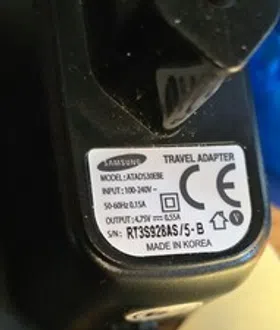 SAMSUNG TRAVEL ADAPTER
MODEL: ATADS30EBE
INPUT: 100-240V~
50-60Hz 0.15A
OUTPUT: 4.75V 0.55A
S/N: RT3S928AS/5-B
MADE IN KOREA
CE
V